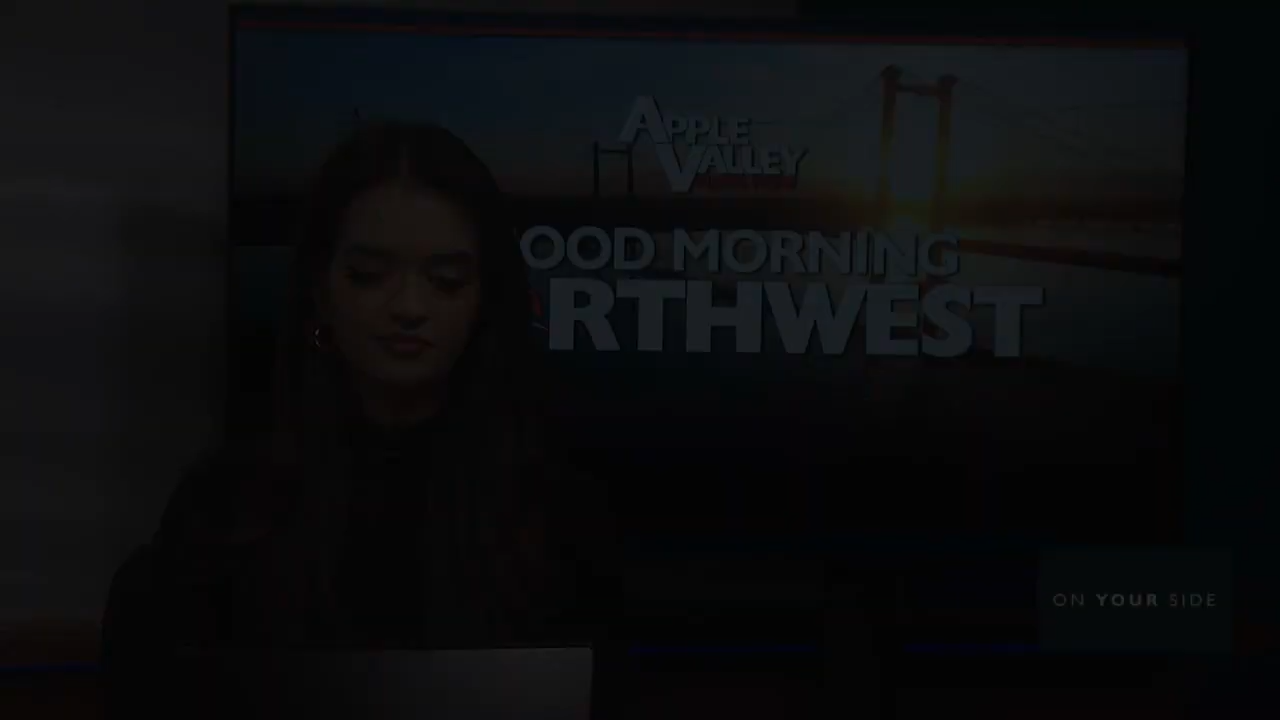 APPLE
VALLEY
OOD MORNING
RTHWEST
ON YOUR SIDE